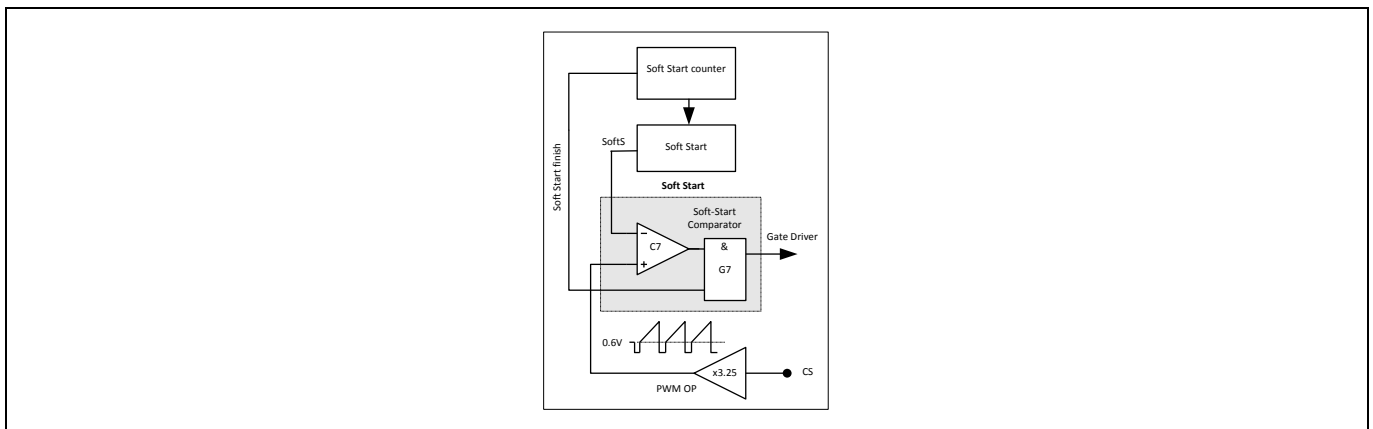 Soft Start counter
Soft Start
SoftS
Soft Start finish
Soft Start
Soft-Start
Comparator
Gate Driver
−
C7
+
&
G7
0.6V
x3.25
CS
PWM OP